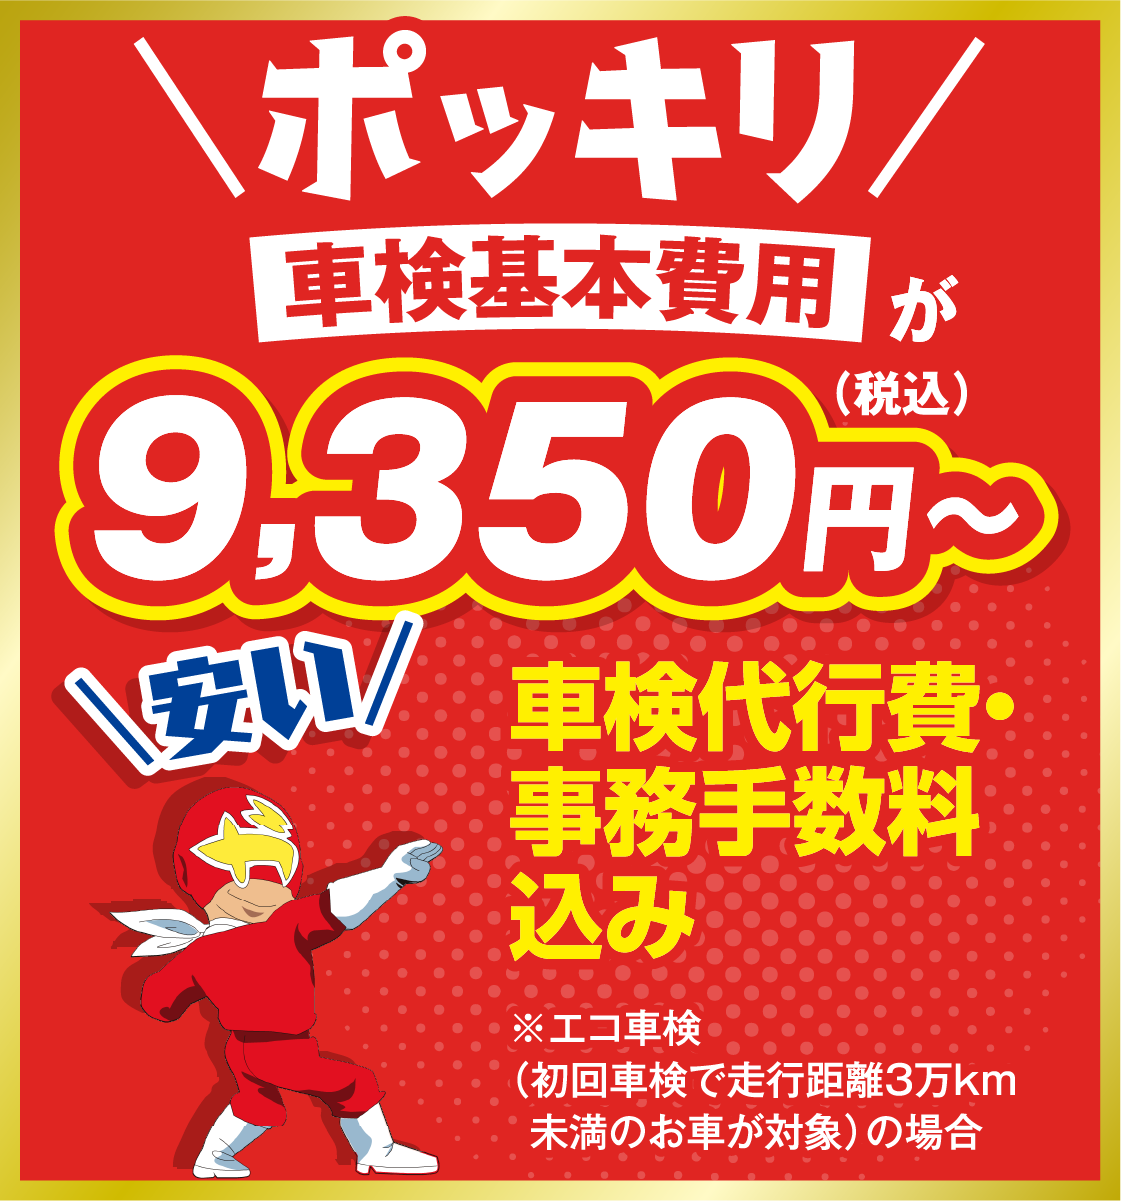 ポッキリ
車検基本費用が
(税込)
9,350円～
安い
車検代行費・
事務手数料
込み
※エコ車検
(初回車検で走行距離3万km
未満のお車が対象)の場合